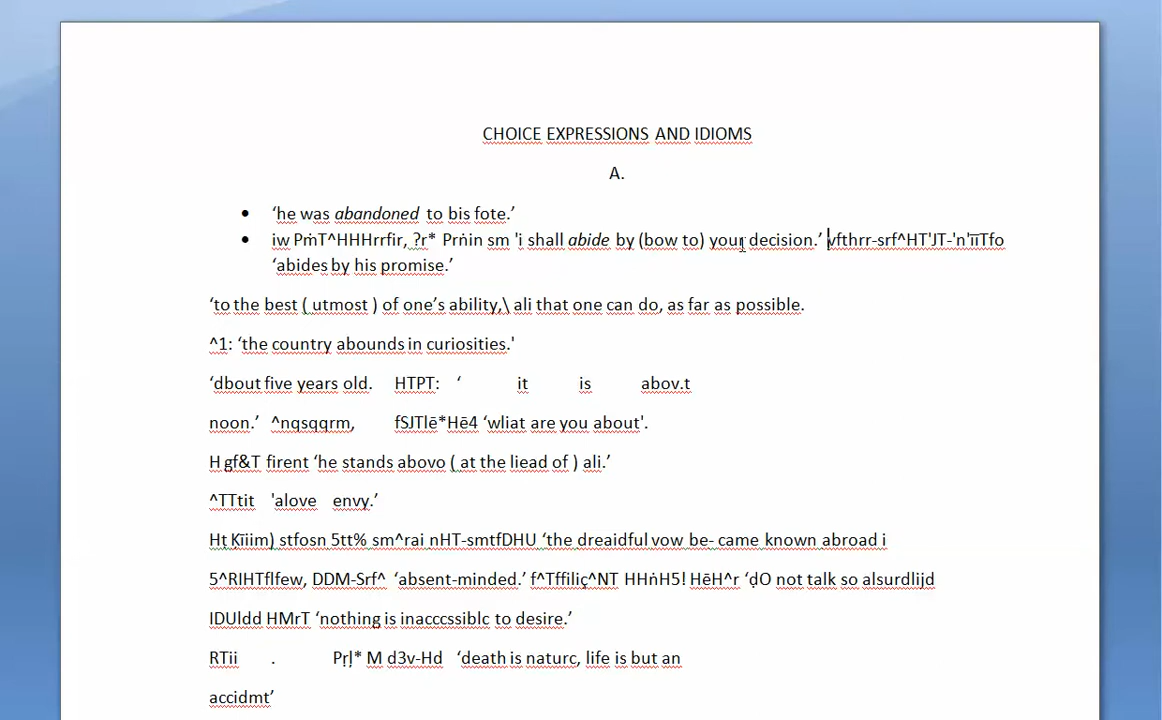 CHOICE EXPRESSIONS AND IDIOMS
A.
• ‘he was abandoned to bis fote.’
• iw PṁT^HHHrrfir, ?r* Prṅin sm 'i shall abide by (bow to) your decision.’ vfthrr-srf^HT'JT-'n'īīTfo
‘abides by his promise.’
‘to the best ( utmost ) of one’s ability,\ ali that one can do, as far as possible.
^1: ‘the country abounds in curiosities.'
‘dbout five years old. HTPT: ‘ it is abov.t
noon.’ ^nqsqqrm, fSJTlē*Hē4 ‘wliat are you about'.
H gf&T firent ‘he stands abovo ( at the liead of ) ali.’
^TTtit 'alove envy.’
Hṭ Ķīiim) stfosn 5tt% sm^rai nHT-smtfDHU ‘the dreaidful vow be- came known abroad i
5^RIHTflfew, DDM-Srf^ ‘absent-minded.’ f^Tffiliç^NT HHṅH5! HēH^r ‘ḍO not talk so alsurdlijd
IDUldd HMrT ‘nothing is inacccssiblc to desire.’
RTii . Pṛḷ* M d3v-Hd ‘death is naturc, life is but an
accidmt’